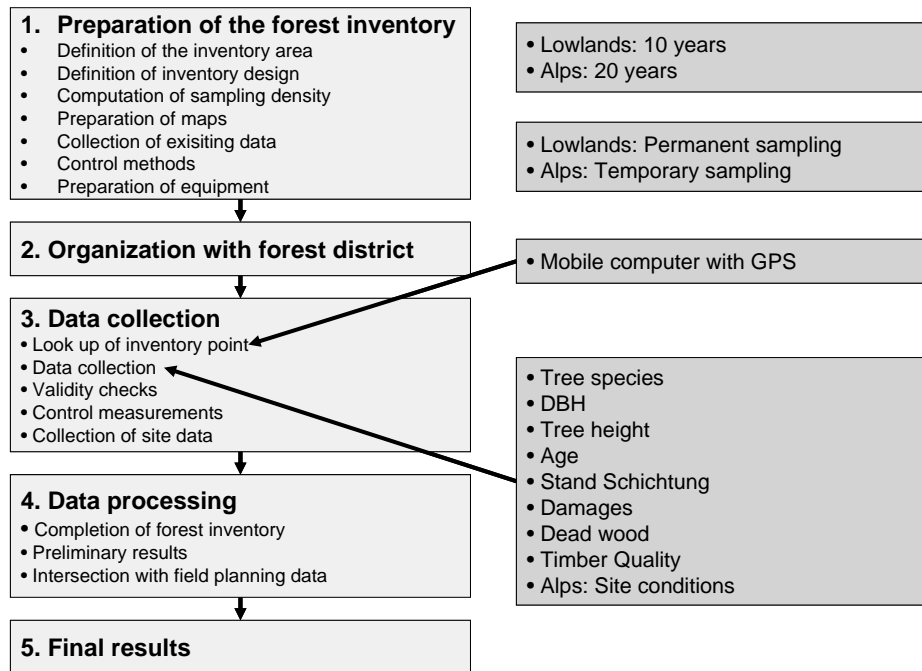 1. Preparation of the forest inventory
• Definition of the inventory area
• Definition of inventory design
• Computation of sampling density
• Preparation of maps
• Collection of exisiting data
• Control methods
• Preparation of equipment
2. Organization with forest district
3. Data collection
• Look up of inventory point
• Data collection
• Validity checks
• Control measurements
• Collection of site data
4. Data processing
• Completion of forest inventory
• Preliminary results
• Intersection with field planning data
5. Final results
• Lowlands: 10 years
• Alps: 20 years
• Lowlands: Permanent sampling
• Alps: Temporary sampling
• Mobile computer with GPS
• Tree species
• DBH
• Tree height
• Age
• Stand Schichtung
• Damages
• Dead wood
• Timber Quality
• Alps: Site conditions